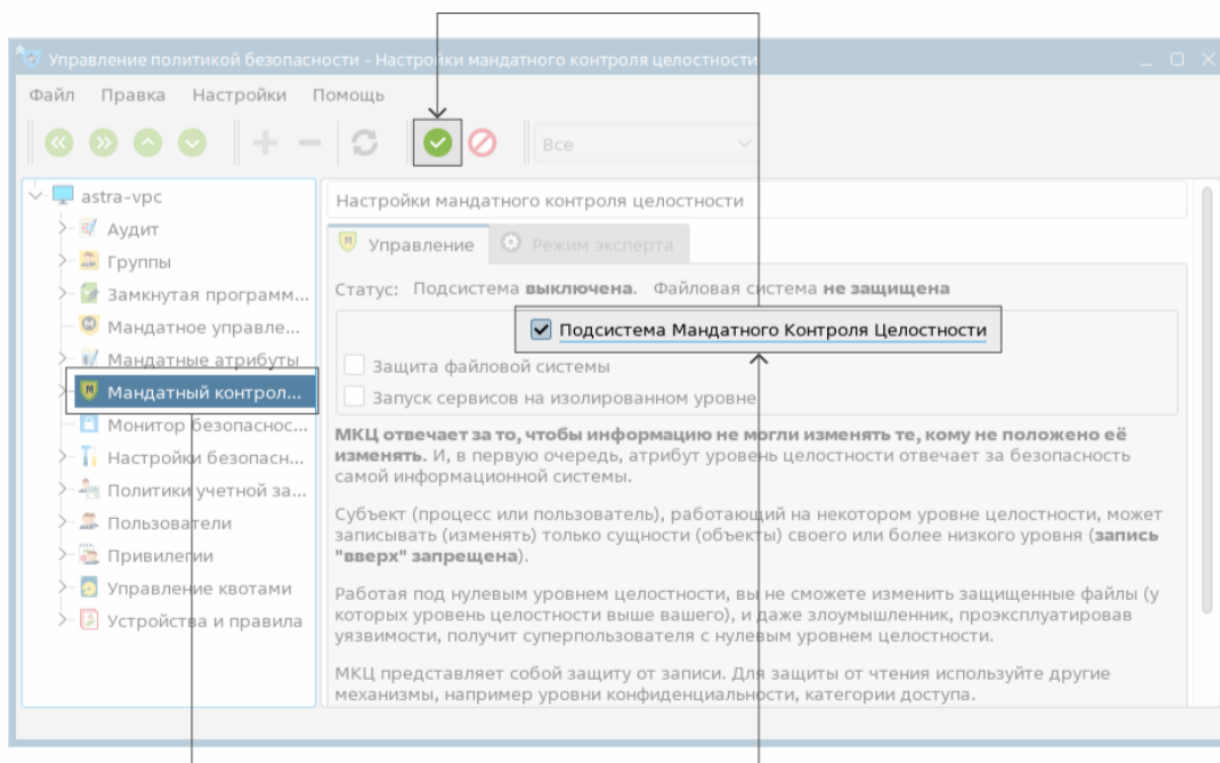 Управление политикой безопасности - Настройки мандатного контроля целостности
Файл Правка Настройки Помощь
Все
astra-vpc
Аудит
Группы
Замкнутая программ...
Мандатное управле...
Мандатные атрибуты
Мандатный контрол...
Монитор безопаснос...
Настройки безопасн...
Политики учетной за...
Пользователи
Привилегии
Управление квотами
Устройства и правила
Настройки мандатного контроля целостности
Управление Режим эксперта
Статус: Подсистема выключена. Файловая система не защищена
Подсистема Мандатного Контроля Целостности
Защита файловой системы
Запуск сервисов на изолированном уровне
МКЦ отвечает за то, чтобы информацию не могли изменять те, кому не положено её
изменять. И, в первую очередь, атрибут уровень целостности отвечает за безопасность
самой информационной системы.
Субъект (процесс или пользователь), работающий на некотором уровне целостности, может
записывать (изменять) только сущности (объекты) своего или более низкого уровня (запись
"вверх" запрещена).
Работая под нулевым уровнем целостности, вы не сможете изменить защищенные файлы (у
которых уровень целостности выше вашего), и даже злоумышленник, проэксплуатировав
уязвимости, получит суперпользователя с нулевым уровнем целостности.
МКЦ представляет собой защиту от записи. Для защиты от чтения используйте другие
механизмы, например уровни конфиденциальности, категории доступа.